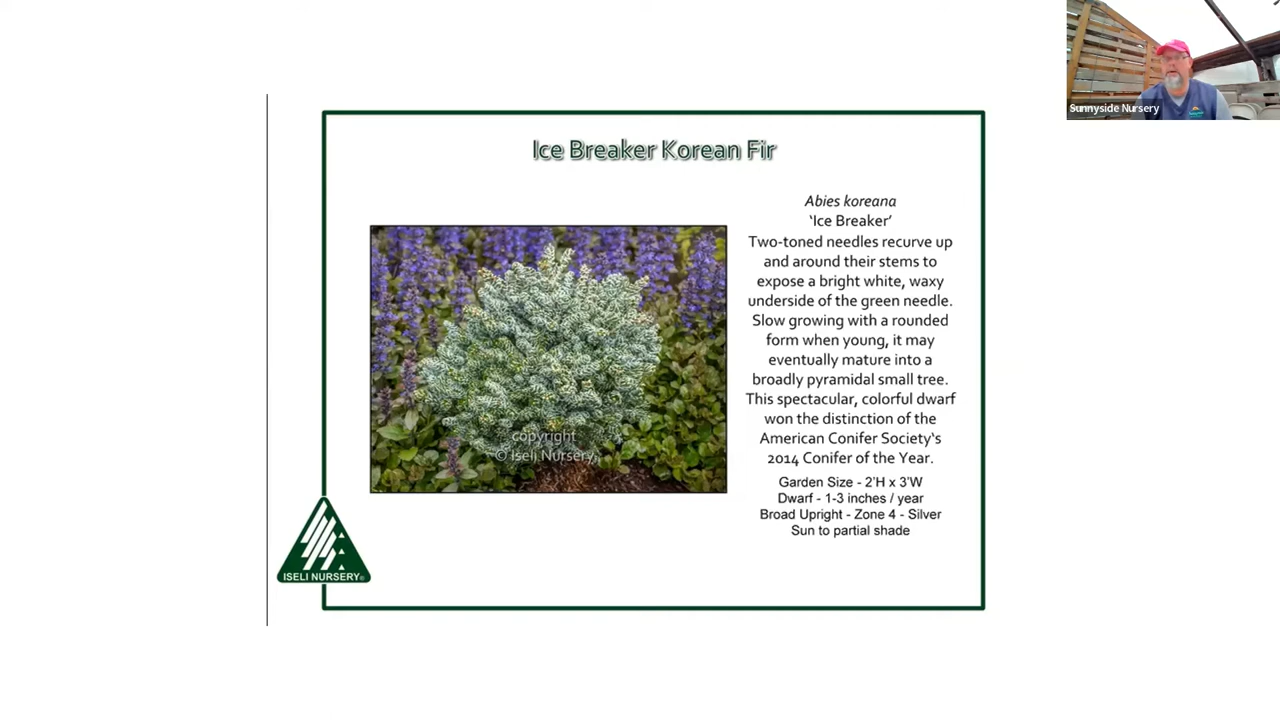 Sunnyside Nursery
Ice Breaker Korean Fir
Abies koreana
‘Ice Breaker’
Two-toned needles recurve up
and around their stems to
expose a bright white, waxy
underside of the green needle.
Slow growing with a rounded
form when young, it may
eventually mature into a
broadly pyramidal small tree.
This spectacular, colorful dwarf
won the distinction of the
American Conifer Society‘s
2014 Conifer of the Year.
Garden Size - 2'H x 3'W
Dwarf - 1-3 inches / year
Broad Upright - Zone 4 - Silver
Sun to partial shade
copyright
© Iseli Nursery,
ISELI NURSERY®